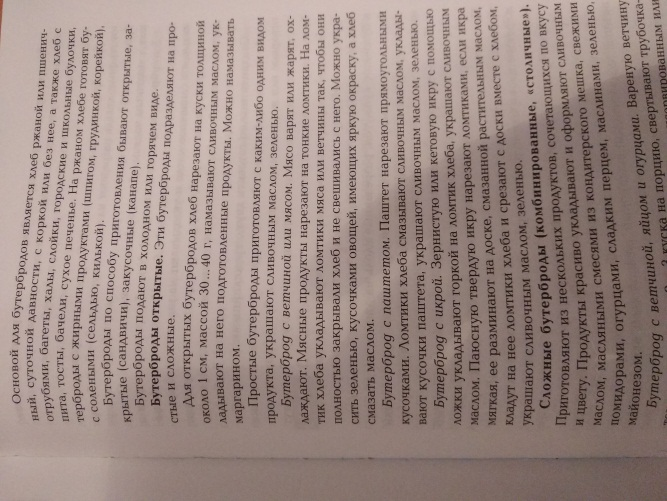 Основой для бутербродов является хлеб ржаной или пшенич-
ный, суточной давности, с коркой или без нее, а также хлеб с
отрубями, багеты, халы, слойки, городские и школьные булочки,
пита, тосты, бачели, сухое печенье. На ржаном хлебе готовят бу-
терброды с жирными продуктами (шпигом, грудинкой, корейкой),
с солеными (сельдью, килькой).
Бутерброды по способу приготовления бывают открытые, за-
крытые (сандвичи), закусочные (канапе).
Бутерброды подают в холодном или горячем виде.
Бутерброды открытые. Эти бутерброды подразделяют на про-
стые и сложные.
Для открытых бутербродов хлеб нарезают на куски толщиной
около 1 см, массой 30...40 г, намазывают сливочным маслом, ук-
ладывают на него подготовленные продукты. Можно намазывать
маргарином.
Простые бутерброды приготовляют с каким-либо одним видом
продукта, украшают сливочным маслом, зеленью.
Бутерброд с ветчиной или мясом. Мясо варят или жарят, ох-
лаждают. Мясные продукты нарезают на тонкие ломтики. На лом-
тик хлеба укладывают ломтики мяса или ветчины так, чтобы они
полностью закрывали хлеб и не свешивались с него. Можно укра-
сить зеленью, кусочками овощей, имеющих яркую окраску, а хлеб
смазать маслом.
Бутерброд с паштетом. Паштет нарезают прямоугольными
кусочками. Ломтики хлеба смазывают сливочным маслом, уклады-
вают кусочки паштета, украшают сливочным маслом, зеленью.
Бутерброд с икрой. Зернистую или кетовую икру с помощью
ложки укладывают горкой на ломтик хлеба, украшают сливочным
маслом. Паюсную твердую икру нарезают ломтиками, если икра
мягкая, ее разминают на доске, смазанной растительным маслом,
кладут на нее ломтики хлеба и срезают с доски вместе с хлебом,
украшают сливочным маслом, зеленью.
Сложные бутерброды (комбинированные, «столичные»).
Приготовляют из нескольких продуктов, сочетающихся по вкусу
и цвету. Продукты красиво укладывают и оформляют сливочным
маслом, масляными смесями из кондитерского мешка, свежими
помидорами, огурцами, сладким перцем, маслинами, зеленью,
майонезом.
Бутерброд с ветчиной, яйцом и огурцами. Вареную ветчину
куска на порцию, свертывают трубочка-
или